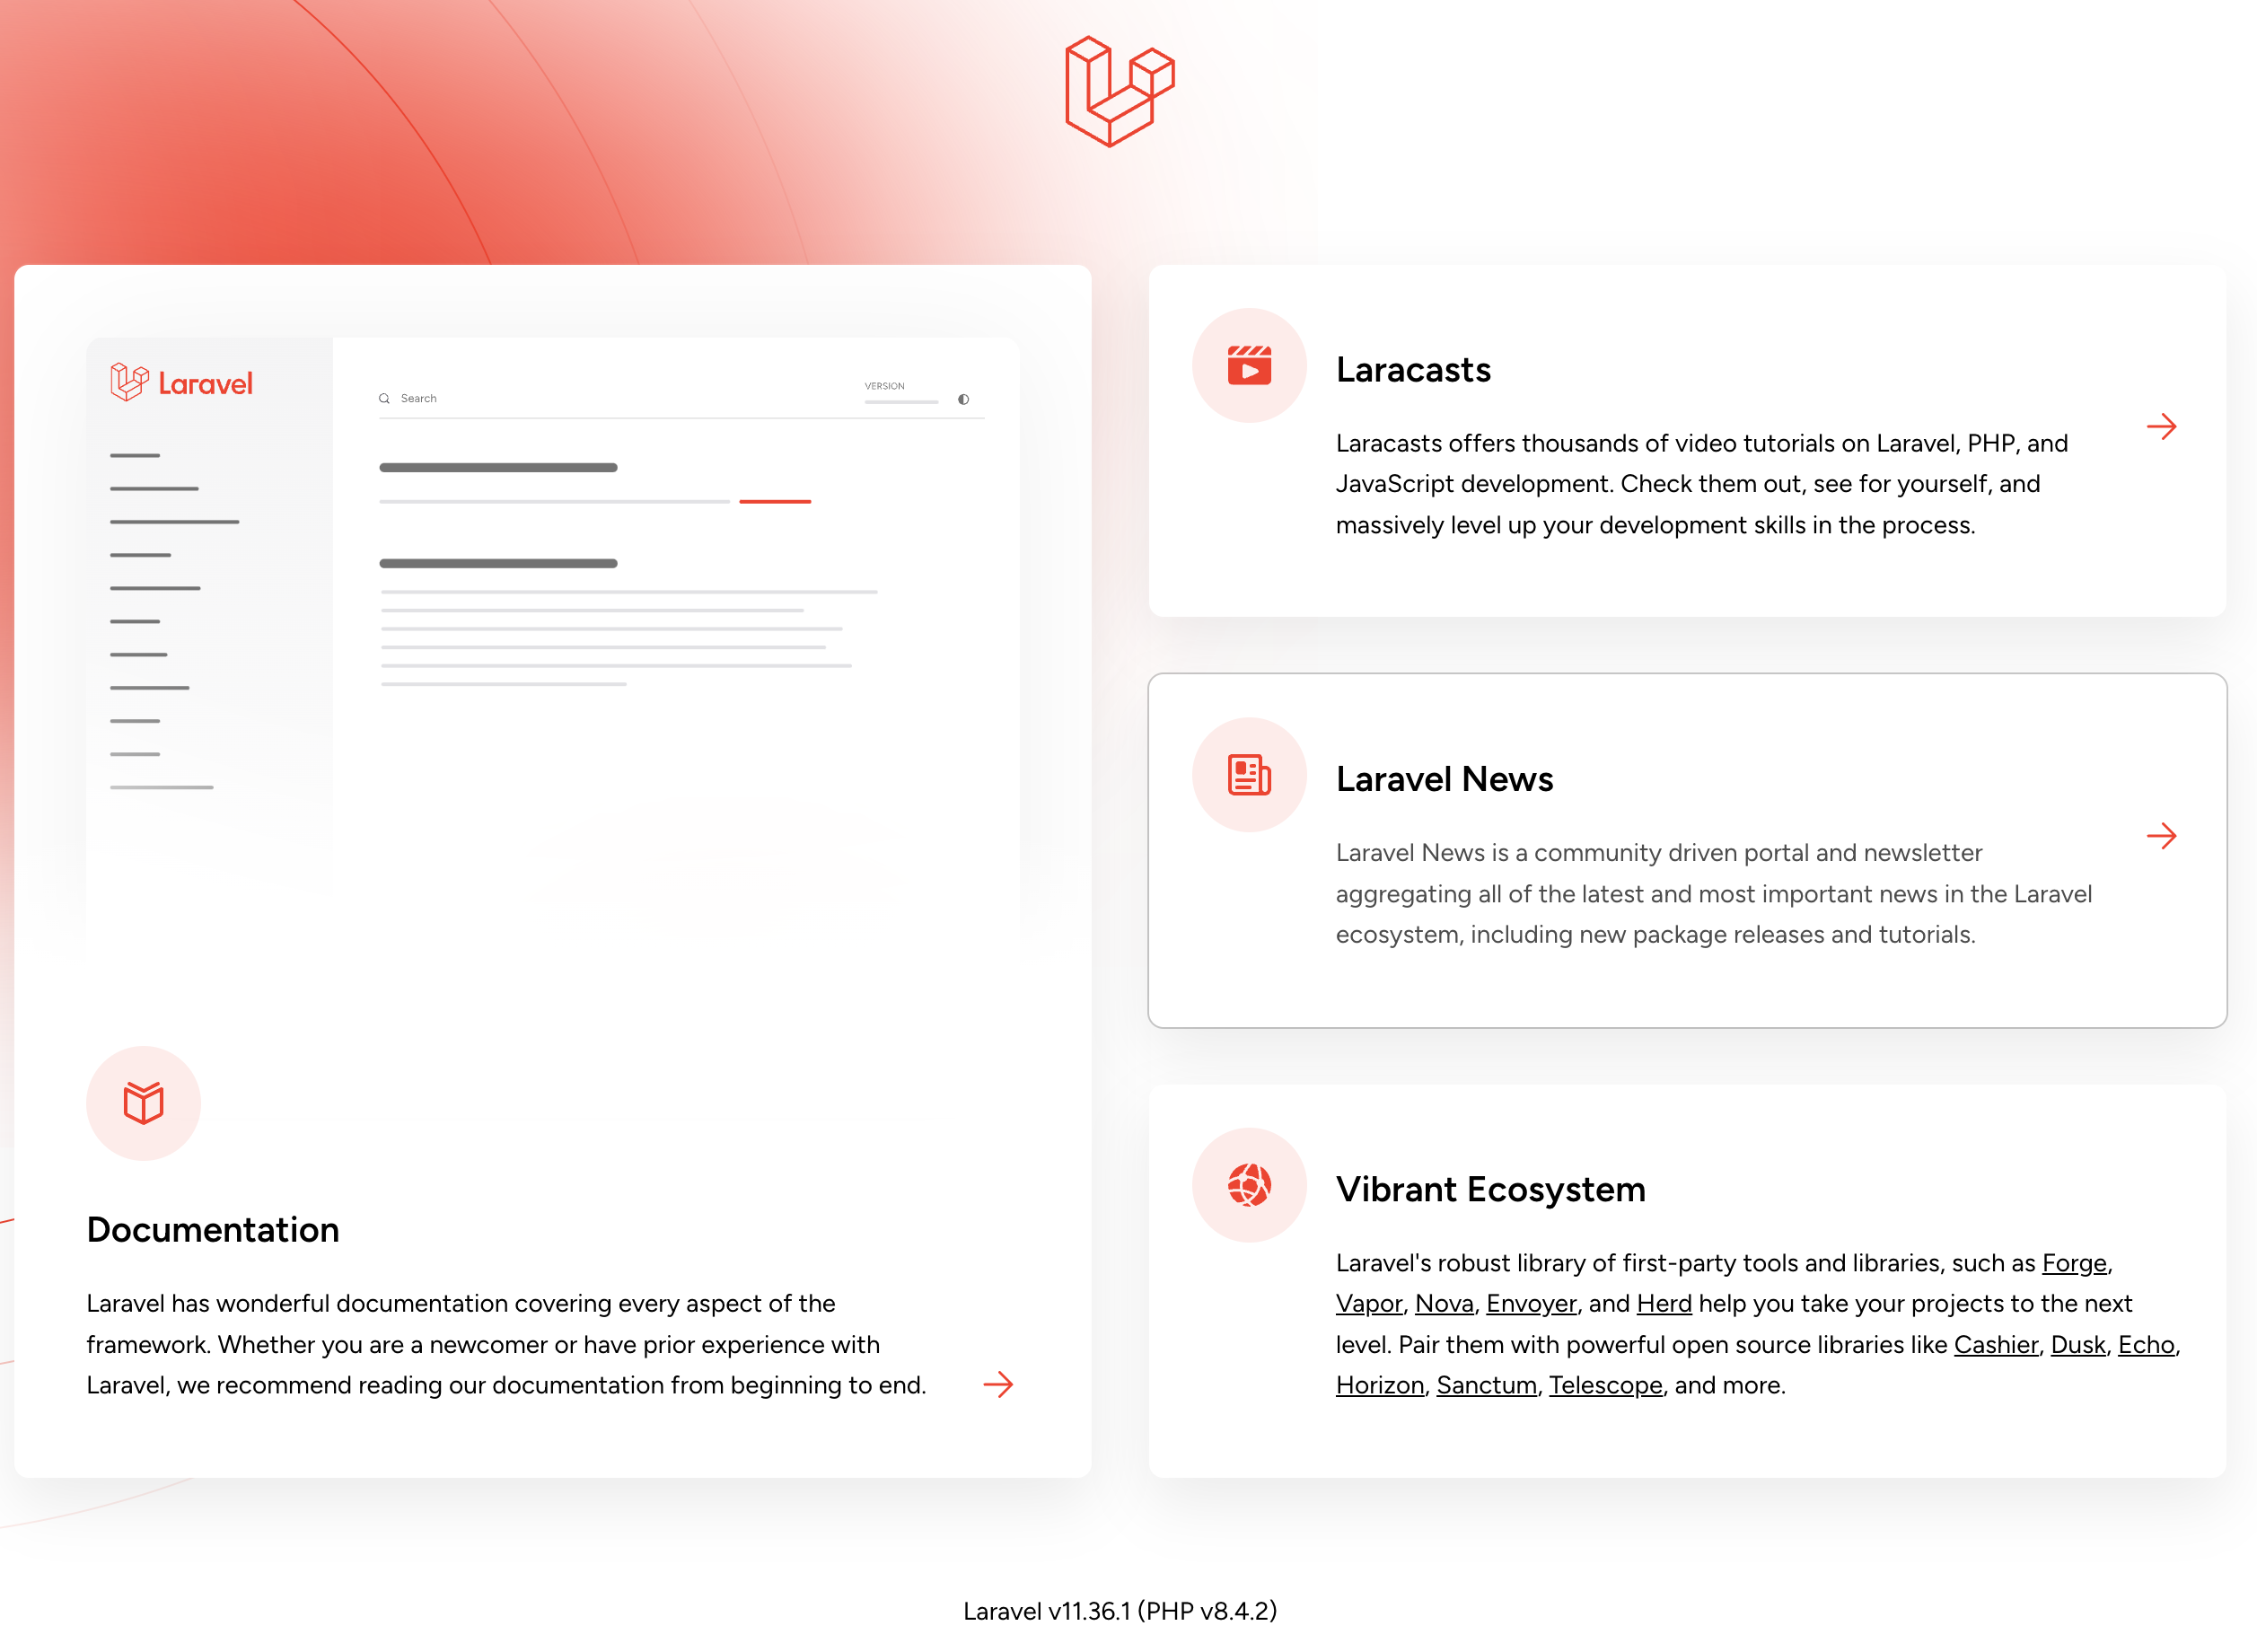 Laravel
Search
VERSION
Documentation
Laravel has wonderful documentation covering every aspect of the
framework. Whether you are a newcomer or have prior experience with
Laravel, we recommend reading our documentation from beginning to end.
Laracasts
Laracasts offers thousands of video tutorials on Laravel, PHP, and
JavaScript development. Check them out, see for yourself, and
massively level up your development skills in the process.
Laravel News
Laravel News is a community driven portal and newsletter
aggregating all of the latest and most important news in the Laravel
ecosystem, including new package releases and tutorials.
Vibrant Ecosystem
Laravel's robust library of first-party tools and libraries, such as Forge,
Vapor, Nova, Envoyer, and Herd help you take your projects to the next
level. Pair them with powerful open source libraries like Cashier, Dusk, Echo,
Horizon, Sanctum, Telescope, and more.
Laravel v11.36.1 (PHP v8.4.2)